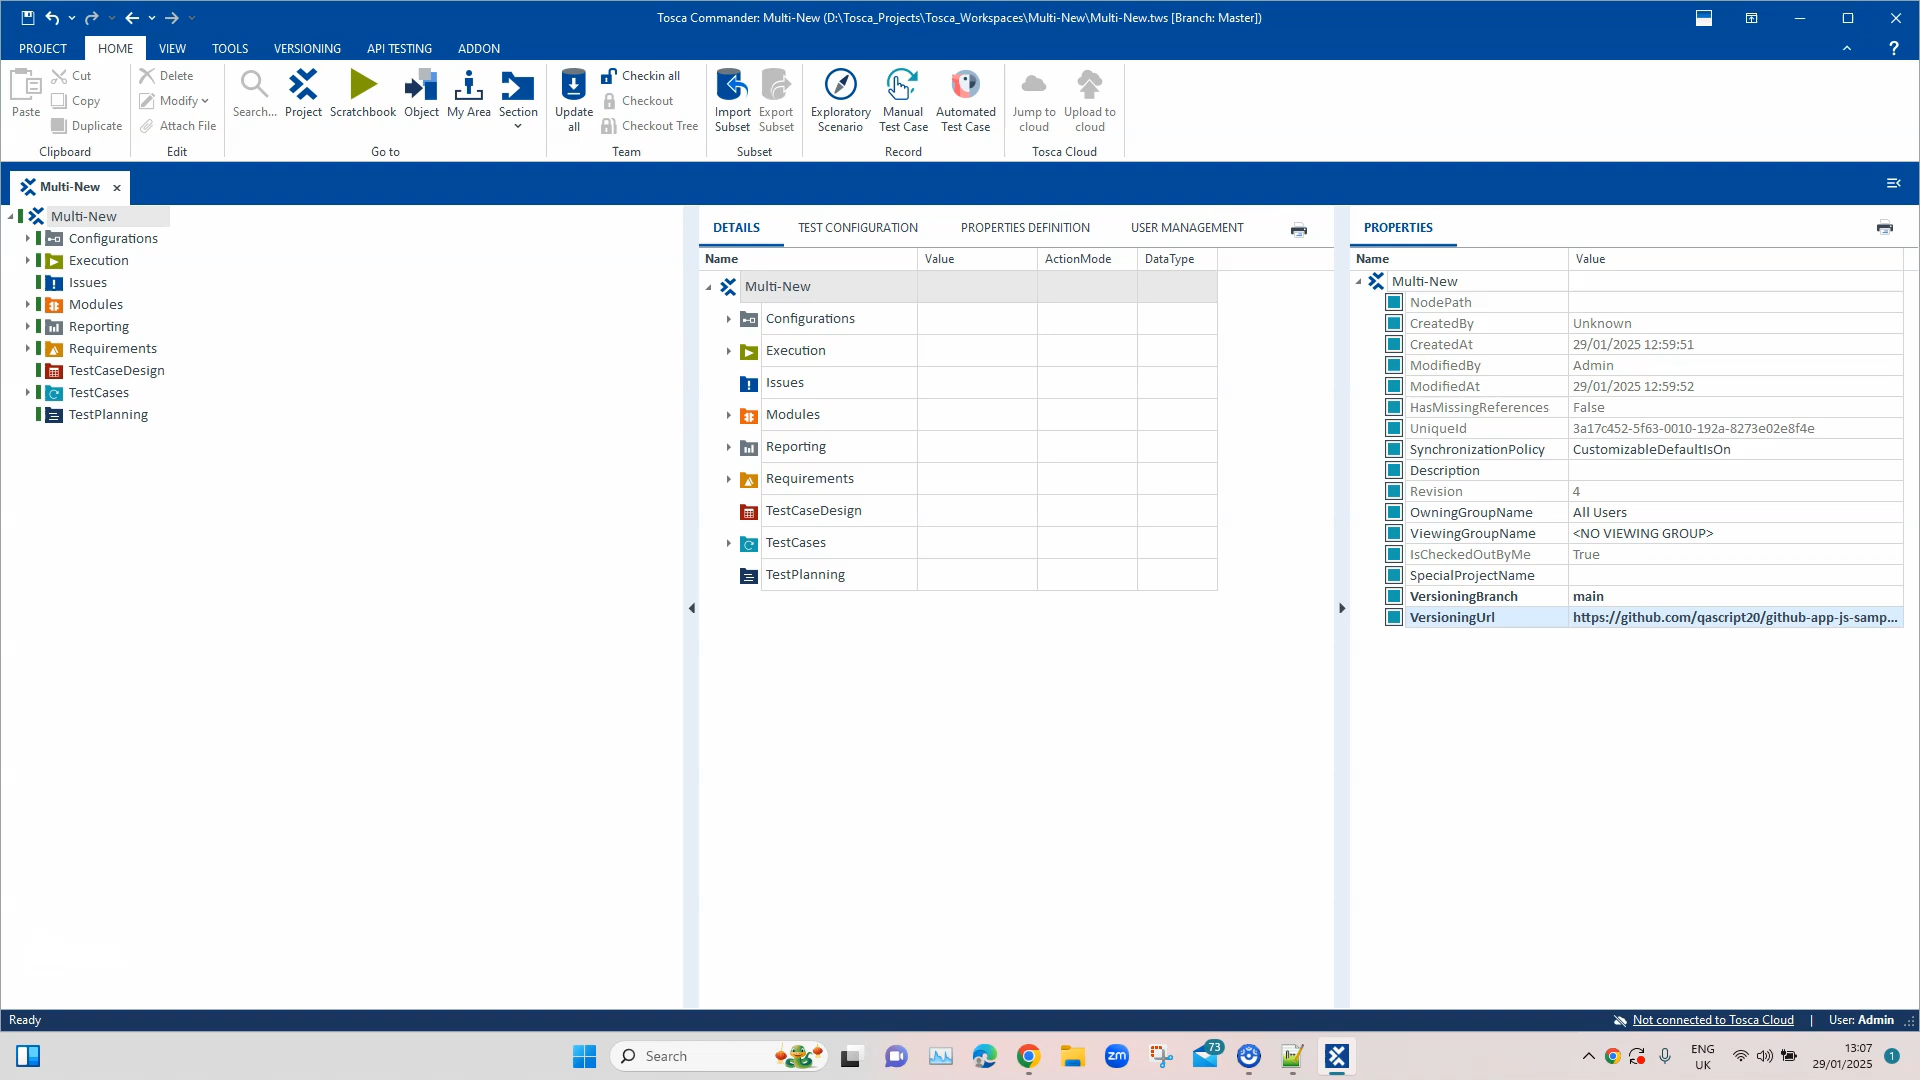 Tosca Commander: Multi-New (D:\Tosca_Projects\Tosca_Workspaces\Multi-New\Multi-New.tws [Branch: Master])
PROJECT HOME VIEW TOOLS VERSIONING API TESTING ADDON
Paste
Cut
Copy
Duplicate
Clipboard
Delete
Modify
Attach File
Edit
Search...
Project
Scratchbook
Object
My Area
Section
Go to
Update all
Checkin all
Checkout
Checkout Tree
Team
Import Subset
Export Subset
Subset
Exploratory Scenario
Manual Test Case
Automated Test Case
Record
Jump to cloud
Upload to cloud
Tosca Cloud
Multi-New
Multi-New
Configurations
Execution
Issues
Modules
Reporting
Requirements
TestCaseDesign
TestCases
TestPlanning
DETAILS TEST CONFIGURATION PROPERTIES DEFINITION USER MANAGEMENT
Name Value ActionMode DataType
Multi-New
Configurations
Execution
Issues
Modules
Reporting
Requirements
TestCaseDesign
TestCases
TestPlanning
PROPERTIES
Name Value
Multi-New
NodePath
CreatedBy Unknown
CreatedAt 29/01/2025 12:59:51
ModifiedBy Admin
ModifiedAt 29/01/2025 12:59:52
HasMissingReferences False
UniqueId 3a17c452-5f63-0010-192a-8273e02e8f4e
SynchronizationPolicy CustomizableDefaultIsOn
Description
Revision 4
OwningGroupName All Users
ViewingGroupName <NO VIEWING GROUP>
IsCheckedOutByMe True
SpecialProjectName
VersioningBranch main
VersioningUrl https://github.com/qascript20/github-app-js-samp...
Ready
Not connected to Tosca Cloud | User: Admin
Search
zm
73
ENG
UK
13:07
29/01/2025
1